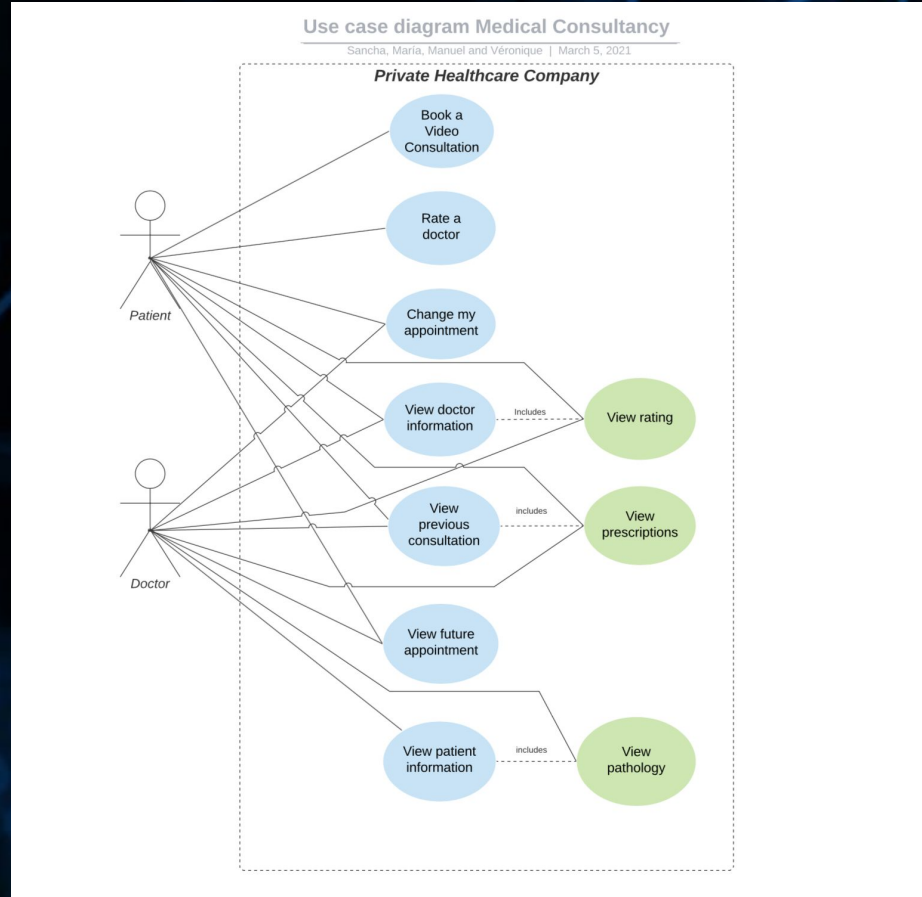 Use case diagram Medical Consultancy
Sancha, María, Manuel and Véronique | March 5, 2021
Private Healthcare Company
Book a
Video
Consultation
Rate a
doctor
Patient
Change my
appointment
View doctor
information
Includes
View rating
View
previous
consultation
includes
View
prescriptions
Doctor
View future
appointment
View patient
information
includes
View
pathology